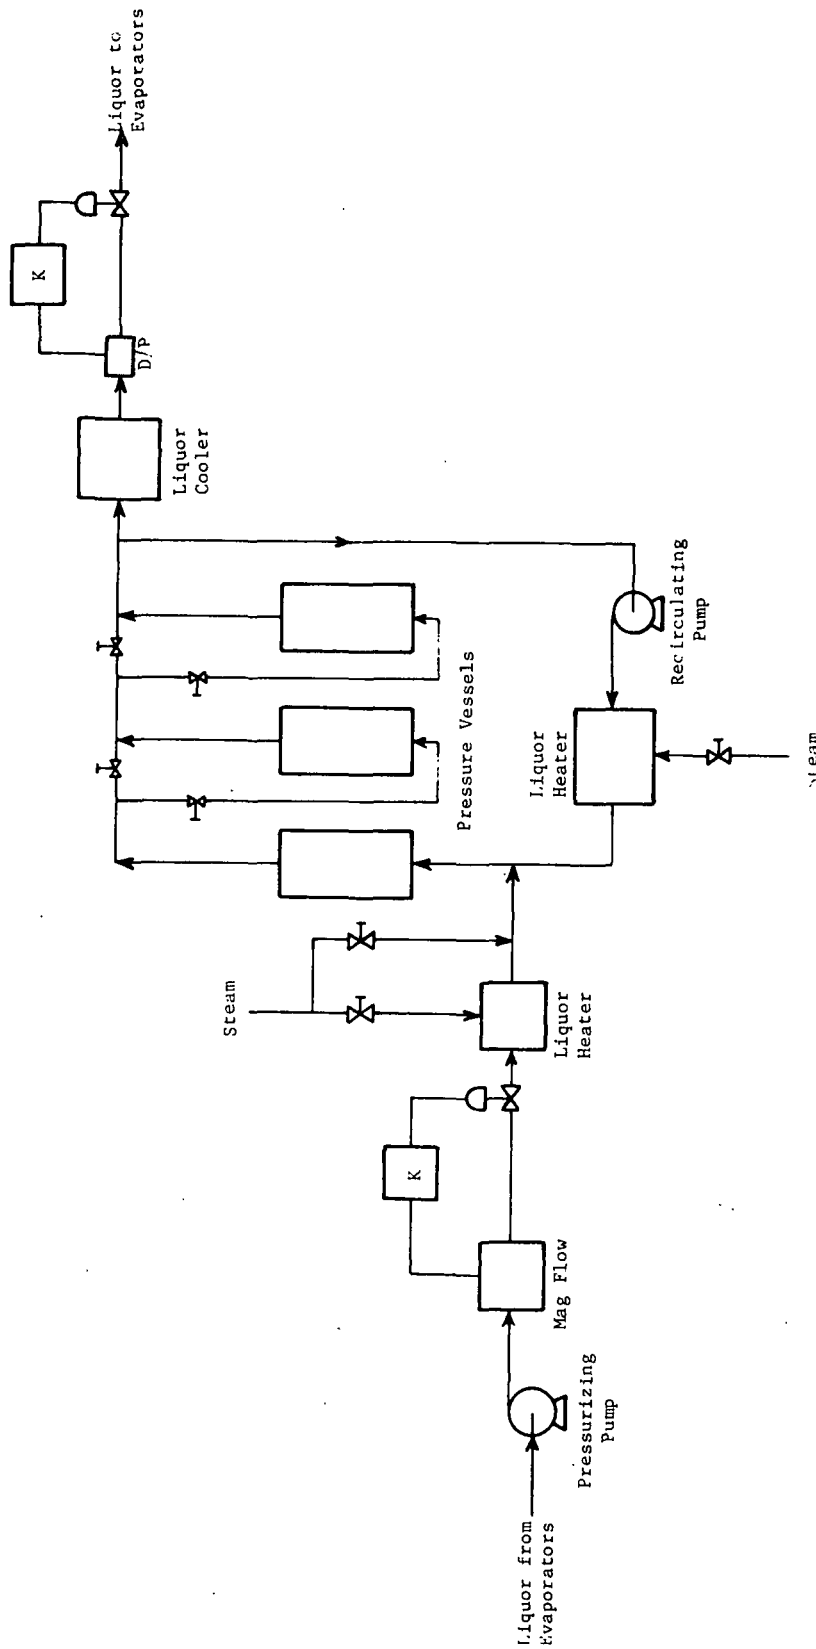 Liquor to
Evaporators
K
D/P
Liquor
Cooler
Pressure Vessels
Recirculating
Pump
Liquor
Heater
Steam
Steam
Liquor
Heater
K
Mag Flow
Pressurizing
Pump
Liquor from
Evaporators